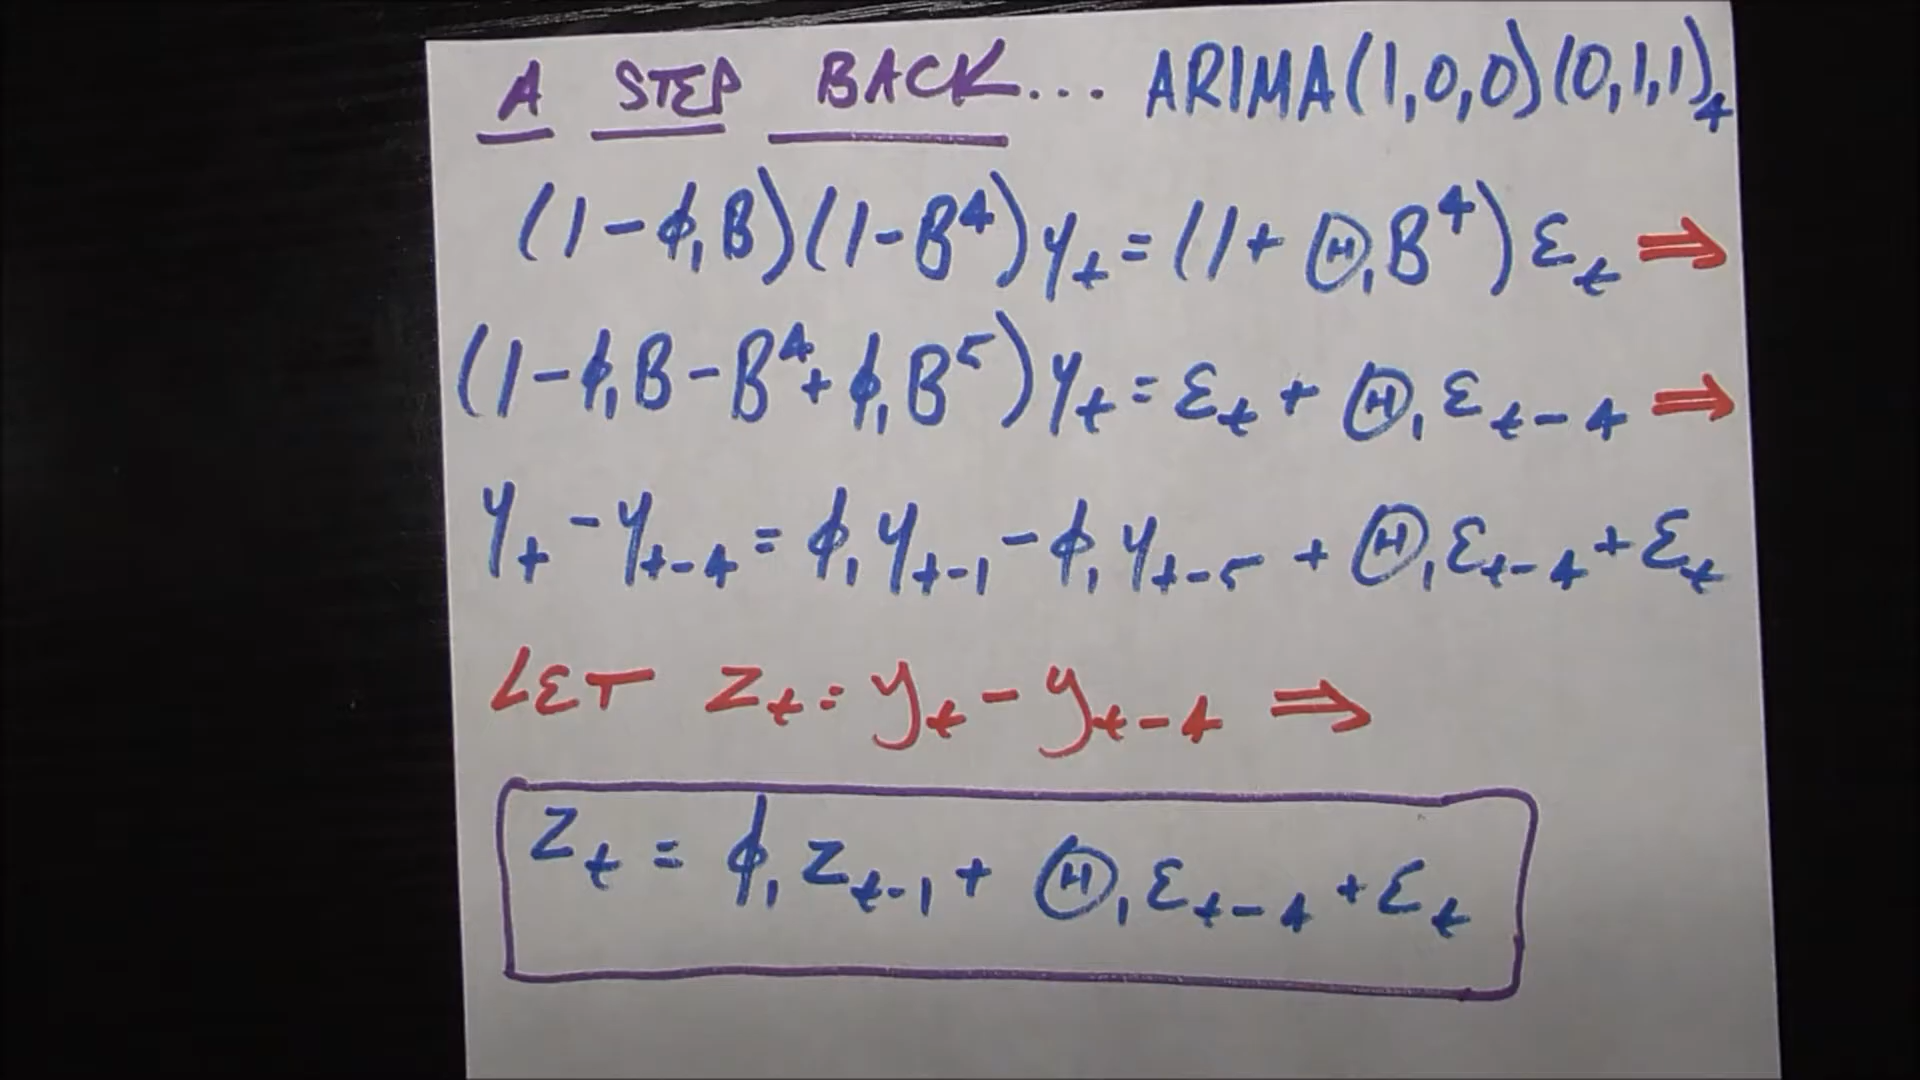 A STEP BACK... ARIMA(1,0,0)(0,1,1)₄
(1-ϕ₁B)(1-B⁴)yₜ=(1+Θ₁B⁴)εₜ ⇒
(1-ϕ₁B-B⁴+ϕ₁B⁵)yₜ=εₜ+Θ₁εₜ₋₄ ⇒
yₜ-yₜ₋₄=ϕ₁yₜ₋₁-ϕ₁yₜ₋₅+Θ₁εₜ₋₄+εₜ
LET zₜ=yₜ-yₜ₋₄ ⇒
zₜ=ϕ₁zₜ₋₁+Θ₁εₜ₋₄+εₜ